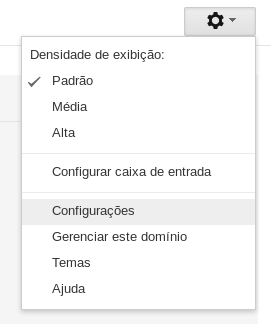 Densidade de exibição:
Padrão
Média
Alta
Configurar caixa de entrada
Configurações
Gerenciar este domínio
Temas
Ajuda